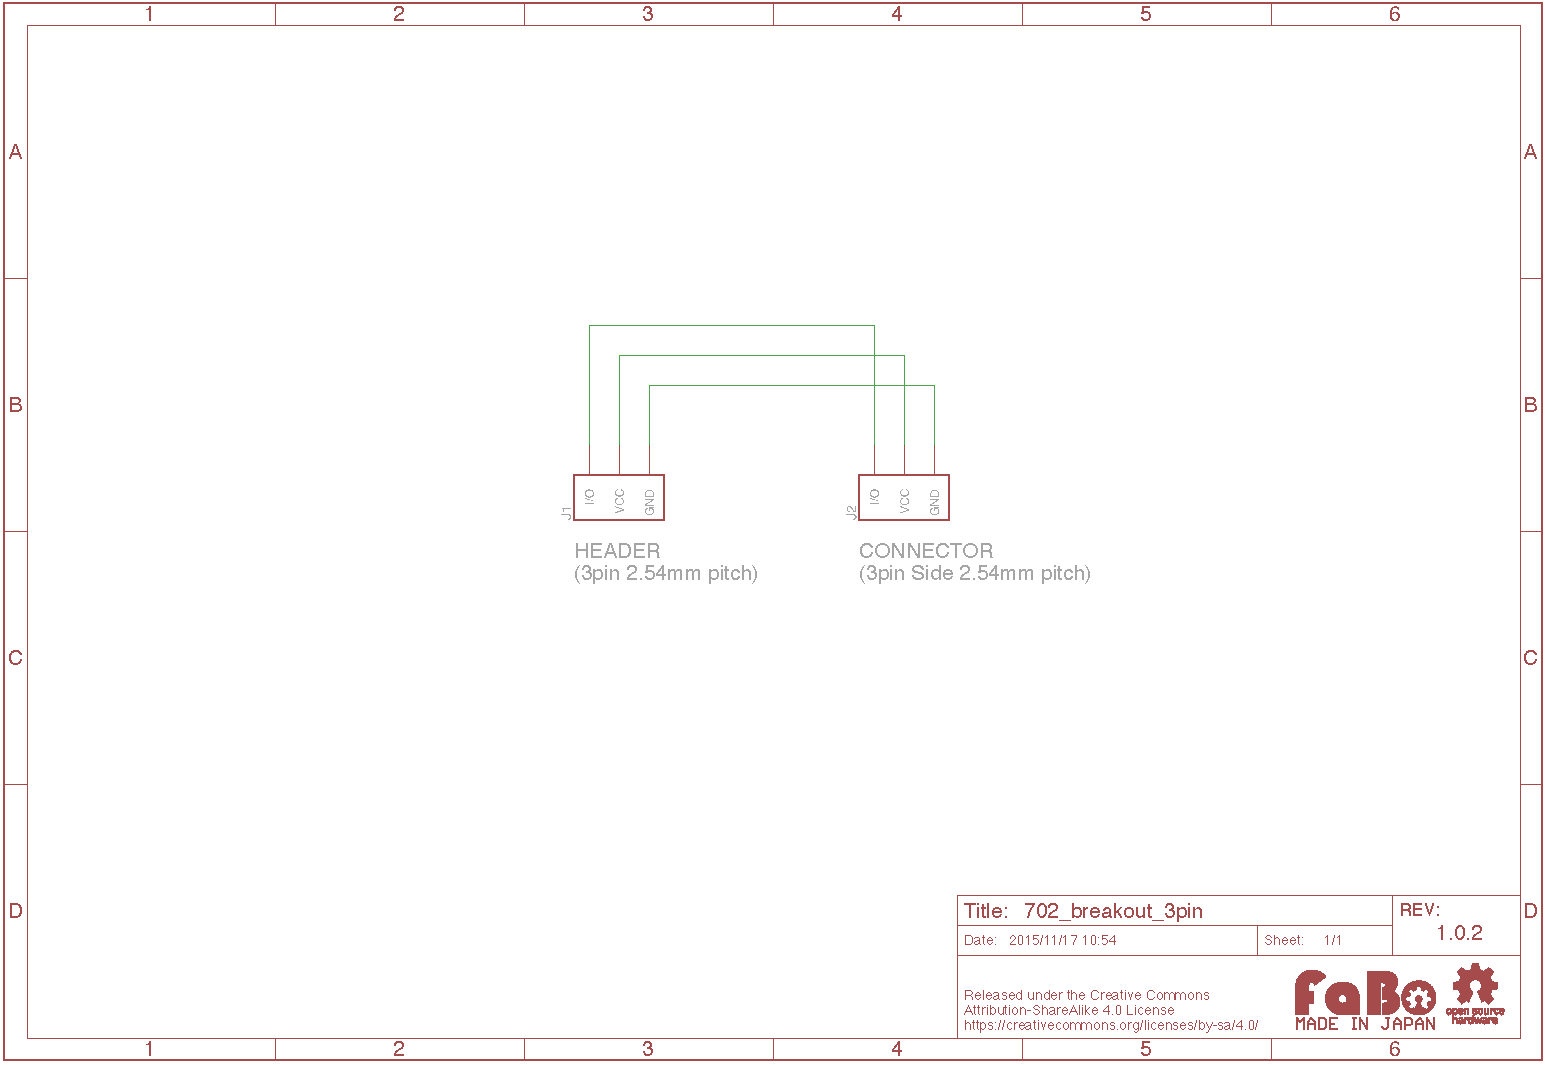 1 2 3 4 5 6
A A
B B
I/O VCC GND
J1
I/O VCC GND
J2
HEADER
(3pin 2.54mm pitch)
CONNECTOR
(3pin Side 2.54mm pitch)
C C
D D
Title: 702_breakout_3pin
REV:
1.0.2
Date: 2015/11/17 10:54
Sheet: 1/1
Released under the Creative Commons
Attribution-ShareAlike 4.0 License
https://creativecommons.org/licenses/by-sa/4.0/
FaBo
MADE IN JAPAN
open source
hardware
1 2 3 4 5 6